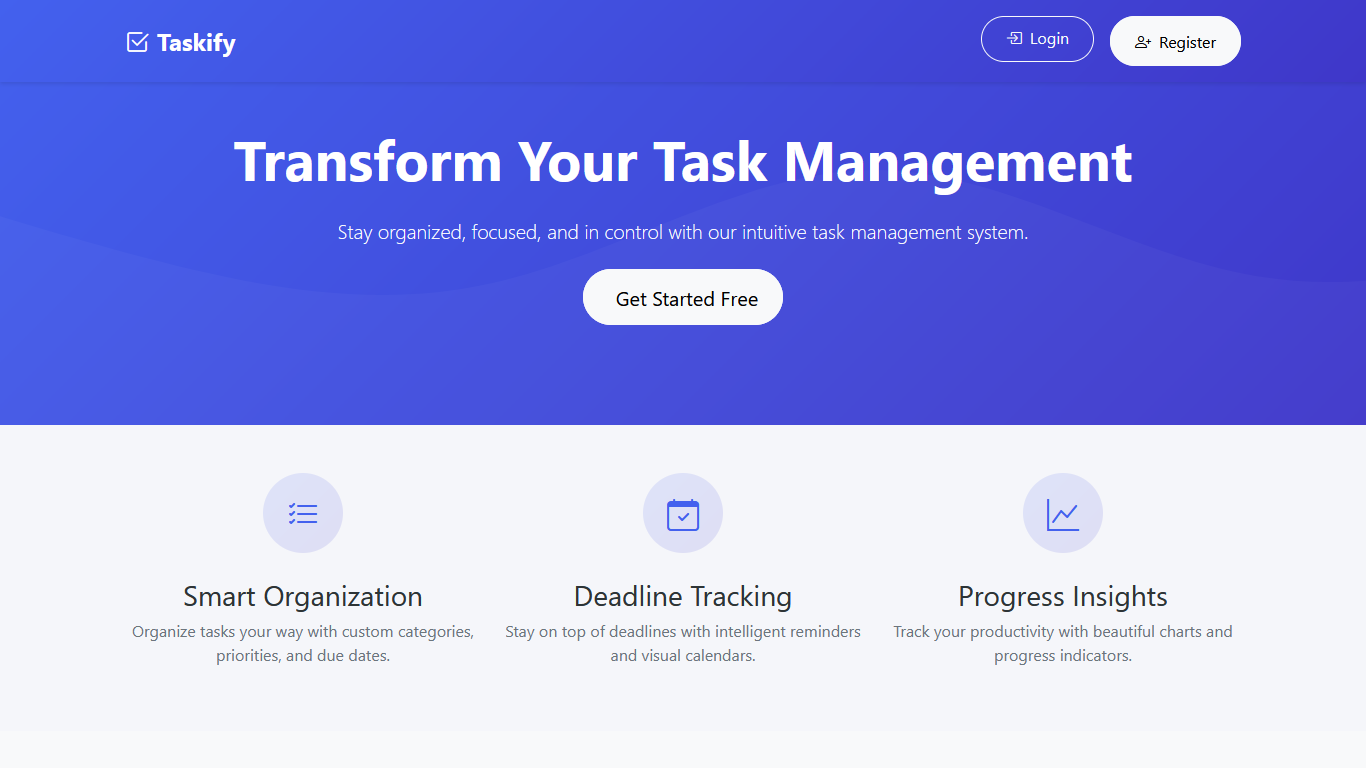 Taskify
Login
Register
Transform Your Task Management
Stay organized, focused, and in control with our intuitive task management system.
Get Started Free
Smart Organization
Organize tasks your way with custom categories,
priorities, and due dates.
Deadline Tracking
Stay on top of deadlines with intelligent reminders
and visual calendars.
Progress Insights
Track your productivity with beautiful charts and
progress indicators.